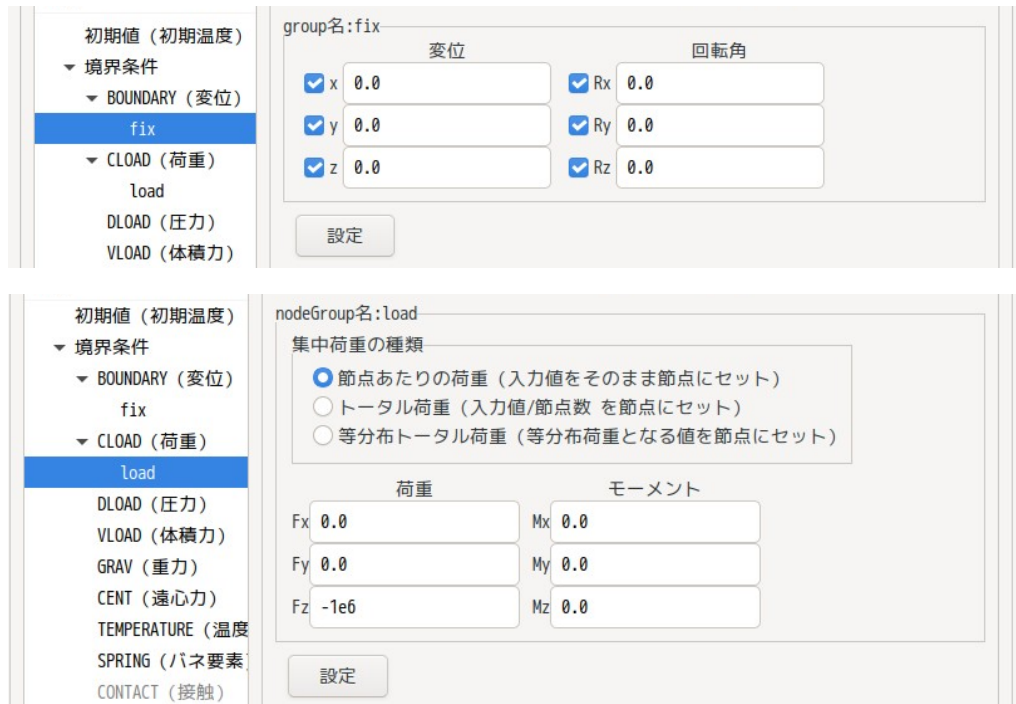 初期値 (初期温度)
境界条件
BOUNDARY (変位)
fix
CLOAD (荷重)
load
DLOAD (圧力)
VLOAD (体積力)
group名:fix
変位 回転角
x 0.0 Rx 0.0
y 0.0 Ry 0.0
z 0.0 Rz 0.0
設定
初期値 (初期温度)
境界条件
BOUNDARY (変位)
fix
CLOAD (荷重)
load
DLOAD (圧力)
VLOAD (体積力)
GRAV (重力)
CENT (遠心力)
TEMPERATURE (温度
SPRING (バネ要素)
CONTACT (接触)
nodeGroup名:load
集中荷重の種類
節点あたりの荷重 (入力値をそのまま節点にセット)
トータル荷重 (入力値/節点数 を節点にセット)
等分布トータル荷重 (等分布荷重となる値を節点にセット)
荷重 モーメント
Fx 0.0 Mx 0.0
Fy 0.0 My 0.0
Fz -1e6 Mz 0.0
設定